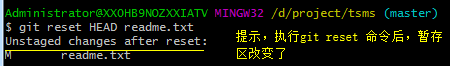 Administrator@XXOHB9NOZXXIATV MINGW32 /d/project/tsms (master)
$ git reset HEAD readme.txt
Unstaged changes after reset:
M readme.txt
提示，执行git reset 命令后，暂存
区改变了